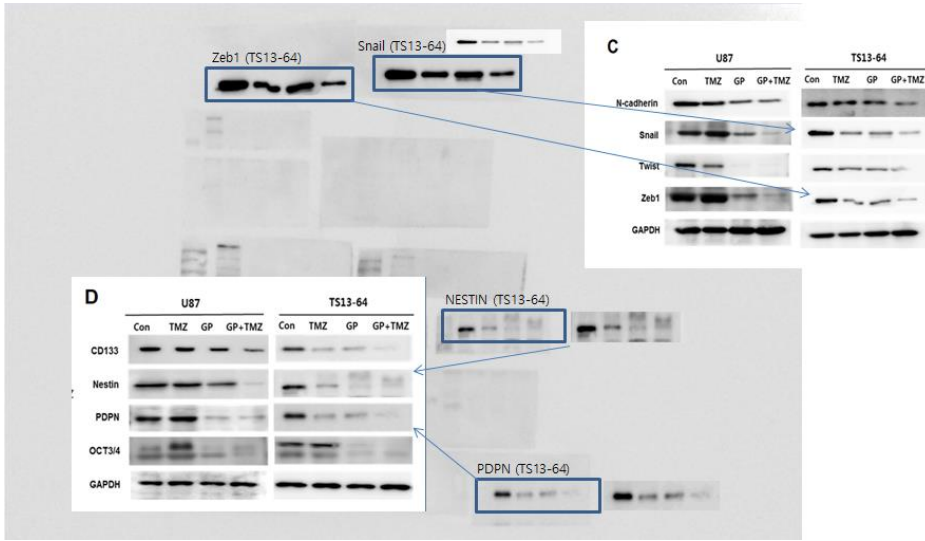 Zeb1 (TS13-64)
Snail (TS13-64)
C
U87 TS13-64
Con TMZ GP GP+TMZ Con TMZ GP GP+TMZ
N-cadherin
Snail
Twist
Zeb1
GAPDH
D
U87 TS13-64
Con TMZ GP GP+TMZ Con TMZ GP GP+TMZ
CD133
Nestin
PDPN
OCT3/4
GAPDH
NESTIN (TS13-64)
PDPN (TS13-64)